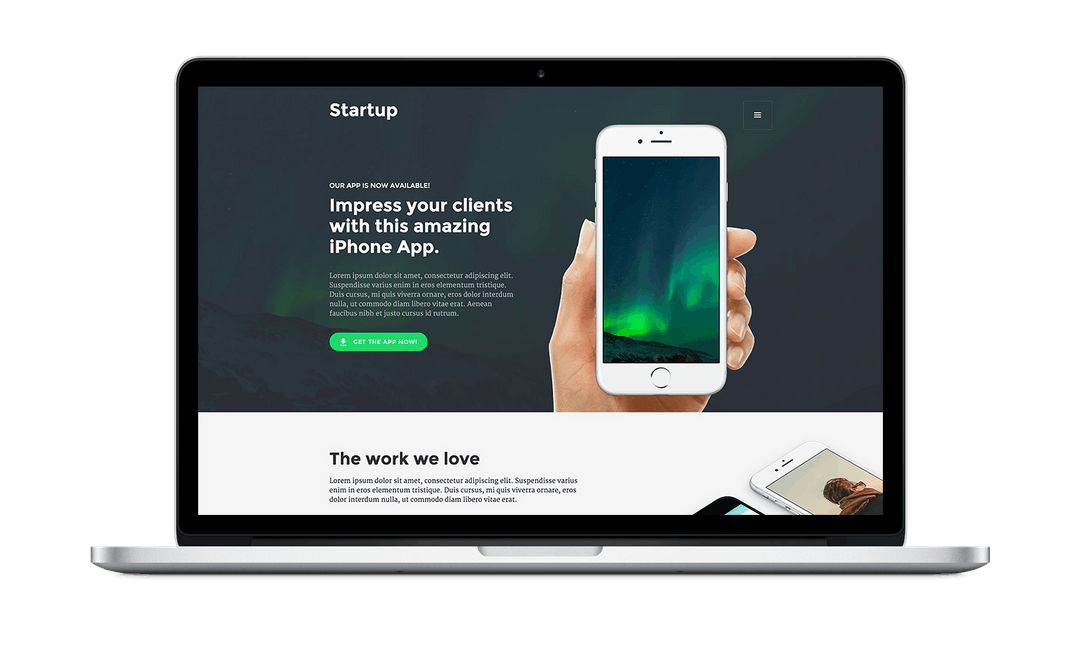 Startup
OUR APP IS NOW AVAILABLE!
Impress your clients
with this amazing
iPhone App.
Lorem ipsum dolor sit amet, consectetur adipiscing elit.
Suspendisse varius enim in eros elementum tristique.
Duis cursus, mi quis viverra ornare, eros dolor interdum
nulla, ut commodo diam libero vitae erat. Aenean
faucibus nibh et justo cursus id rutrum.
GET THE APP NOW!
The work we love
Lorem ipsum dolor sit amet, consectetur adipiscing elit. Suspendisse varius
enim in eros elementum tristique. Duis cursus, mi quis viverra ornare, eros
dolor interdum nulla, ut commodo diam libero vitae erat.